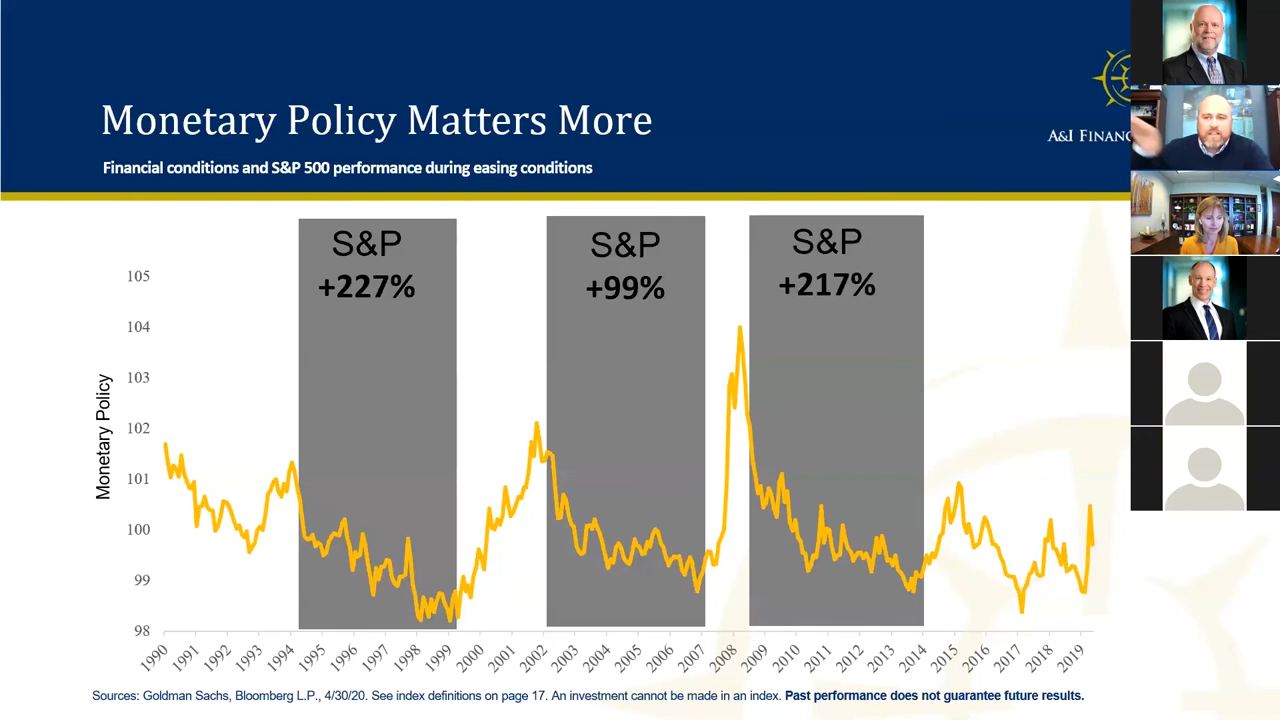 Monetary Policy Matters More
Financial conditions and S&P 500 performance during easing conditions
A&I FINANC
S&P
+227%
S&P
+99%
S&P
+217%
Monetary Policy
105
104
103
102
101
100
99
98
1990 1991 1992 1993 1994 1995 1996 1997 1998 1999 2000 2001 2002 2003 2004 2005 2006 2007 2008 2009 2010 2011 2012 2013 2014 2015 2016 2017 2018 2019
Sources: Goldman Sachs, Bloomberg L.P., 4/30/20. See index definitions on page 17. An investment cannot be made in an index. Past performance does not guarantee future results.